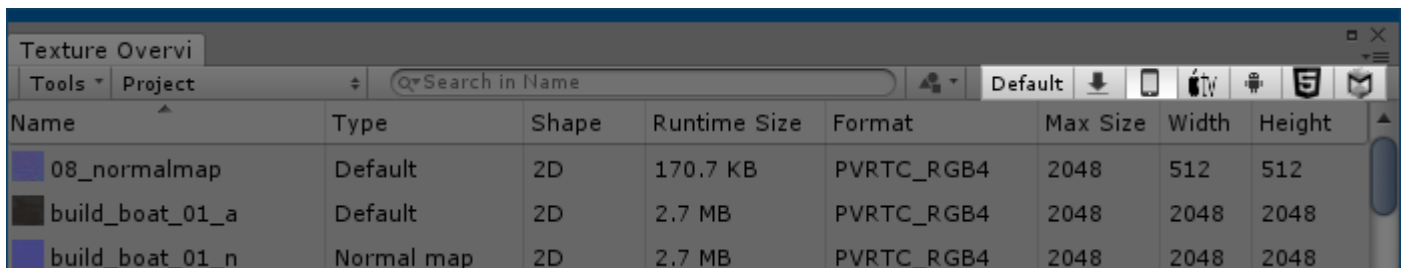 Texture Overvi
Tools Project Search in Name Default tv 5
Name Type Shape Runtime Size Format Max Size Width Height
08_normalmap Default 2D 170.7 KB PVRTC_RGB4 2048 512 512
build_boat_01_a Default 2D 2.7 MB PVRTC_RGB4 2048 2048 2048
build_boat_01_n Normal map 2D 2.7 MB PVRTC_RGB4 2048 2048 2048